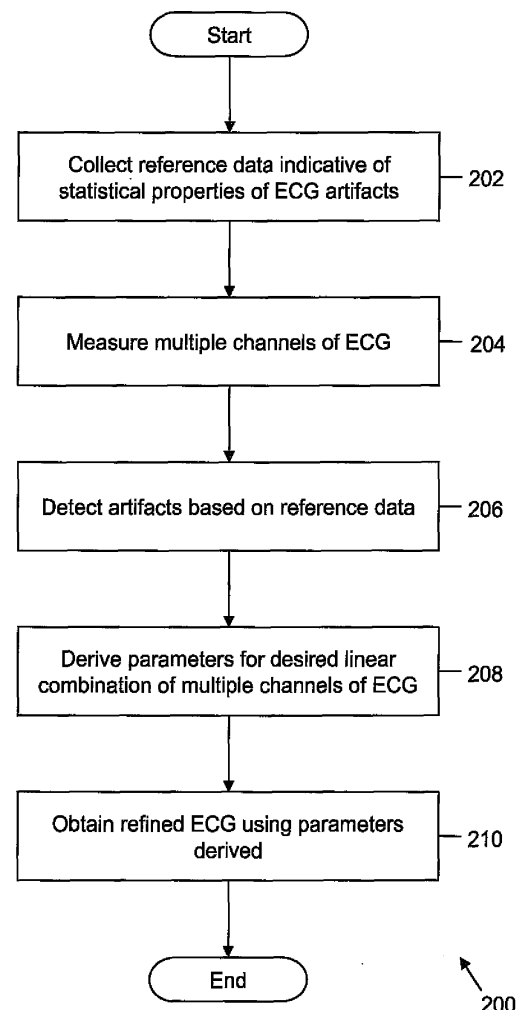 Start
Collect reference data indicative of
statistical properties of ECG artifacts
202
Measure multiple channels of ECG
204
Detect artifacts based on reference data
206
Derive parameters for desired linear
combination of multiple channels of ECG
208
Obtain refined ECG using parameters
derived
210
End
200